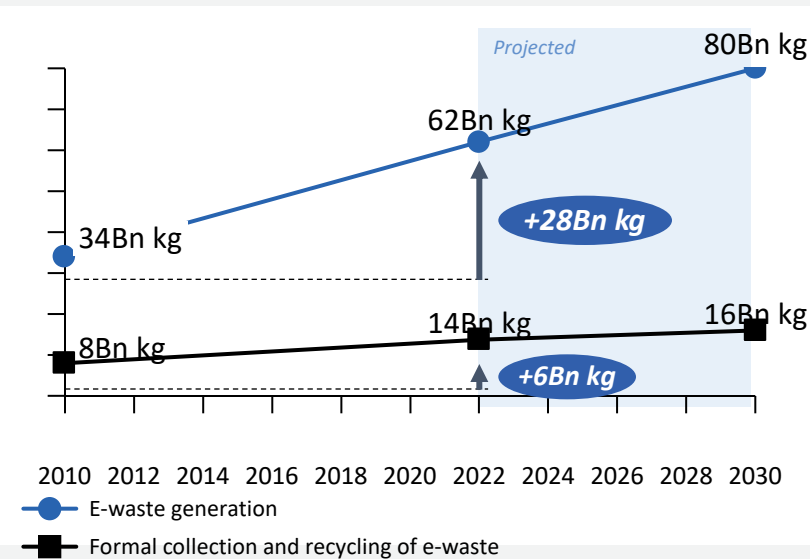 Projected
80Bn kg
62Bn kg
+28Bn kg
34Bn kg
14Bn kg
16Bn kg
8Bn kg
+6Bn kg
2010 2012 2014 2016 2018 2020 2022 2024 2026 2028 2030
E-waste generation
Formal collection and recycling of e-waste